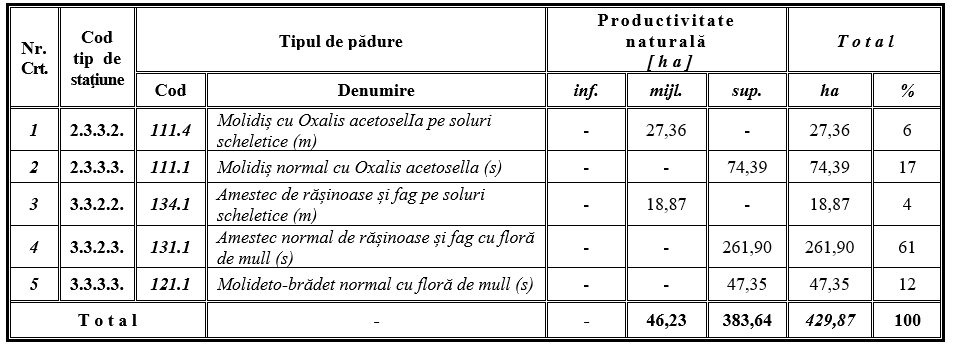 Nr. Crt. Cod tip de stațiune Tipul de pădure Productivitate naturală [ha] Total
Cod Denumire inf. mijl. sup. ha %
1 2.3.3.2. 111.4 Molidiș cu Oxalis acetoselIa pe soluri scheletice (m) - 27,36 - 27,36 6
2 2.3.3.3. 111.1 Molidiș normal cu Oxalis acetosella (s) - - 74,39 74,39 17
3 3.3.2.2. 134.1 Amestec de rășinoase și fag pe soluri scheletice (m) - 18,87 - 18,87 4
4 3.3.2.3. 131.1 Amestec normal de rășinoase și fag cu floră de mull (s) - - 261,90 261,90 61
5 3.3.3.3. 121.1 Molideto-brădet normal cu floră de mull (s) - - 47,35 47,35 12
Total - - 46,23 383,64 429,87 100